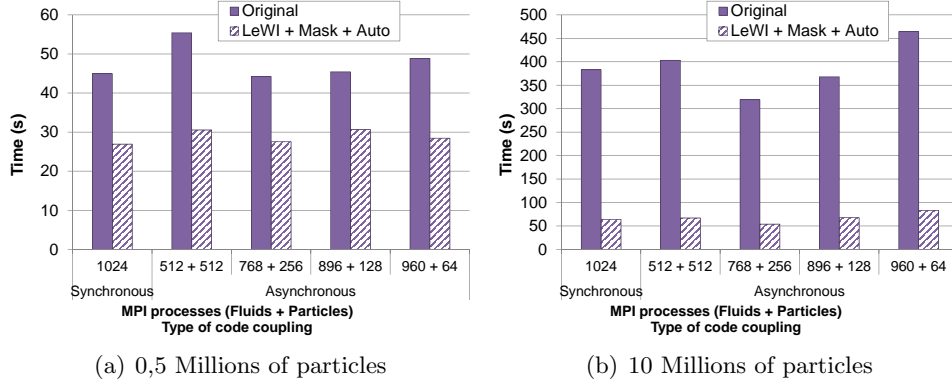 Original
LeWI + Mask + Auto
Time (s)
60
50
40
30
20
10
0
1024
512 + 512
768 + 256
896 + 128
960 + 64
Synchronous
Asynchronous
MPI processes (Fluids + Particles)
Type of code coupling
(a) 0,5 Millions of particles
Original
LeWI + Mask + Auto
Time (s)
500
450
400
350
300
250
200
150
100
50
0
1024
512 + 512
768 + 256
896 + 128
960 + 64
Synchronous
Asynchronous
MPI processes (Fluids + Particles)
Type of code coupling
(b) 10 Millions of particles